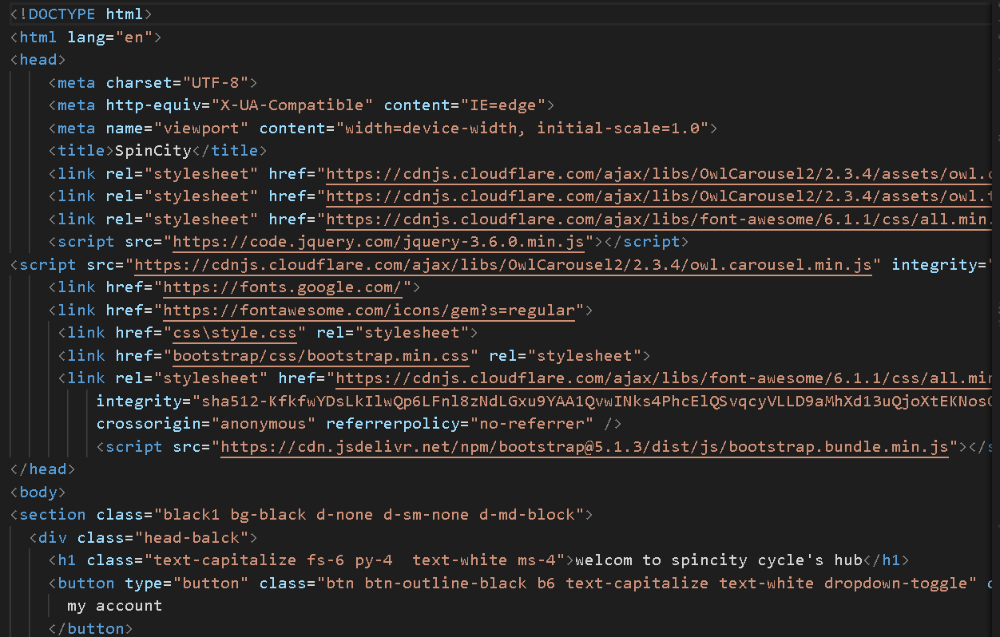 <!DOCTYPE html>
<html lang="en">
<head>
    <meta charset="UTF-8">
    <meta http-equiv="X-UA-Compatible" content="IE=edge">
    <meta name="viewport" content="width=device-width, initial-scale=1.0">
    <title>SpinCity</title>
    <link rel="stylesheet" href="https://cdnjs.cloudflare.com/ajax/libs/OwlCarousel2/2.3.4/assets/owl.
    <link rel="stylesheet" href="https://cdnjs.cloudflare.com/ajax/libs/OwlCarousel2/2.3.4/assets/owl.
    <link rel="stylesheet" href="https://cdnjs.cloudflare.com/ajax/libs/font-awesome/6.1.1/css/all.min.
    <script src="https://code.jquery.com/jquery-3.6.0.min.js"></script>
<script src="https://cdnjs.cloudflare.com/ajax/libs/OwlCarousel2/2.3.4/owl.carousel.min.js" integrity="
    <link href="https://fonts.google.com/">
    <link href="https://fontawesome.com/icons/gem?s=regular">
     <link href="css\style.css" rel="stylesheet">
     <link href="bootstrap/css/bootstrap.min.css" rel="stylesheet">
     <link rel="stylesheet" href="https://cdnjs.cloudflare.com/ajax/libs/font-awesome/6.1.1/css/all.min
         integrity="sha512-KfkfwYDsLkIlwQp6LFnl8zNdLGxu9YAA1QvwINks4PhcElQSvqcyVLLD9aMhXd13uQjoXtEKNos
         crossorigin="anonymous" referrerpolicy="no-referrer" />
         <script src="https://cdn.jsdelivr.net/npm/bootstrap@5.1.3/dist/js/bootstrap.bundle.min.js"></
</head>
<body>
<section class="black1 bg-black d-none d-sm-none d-md-block">
  <div class="head-balck">
    <h1 class="text-capitalize fs-6 py-4  text-white ms-4">welcom to spincity cycle's hub</h1>
    <button type="button" class="btn btn-outline-black b6 text-capitalize text-white dropdown-toggle"
      my account
    </button>